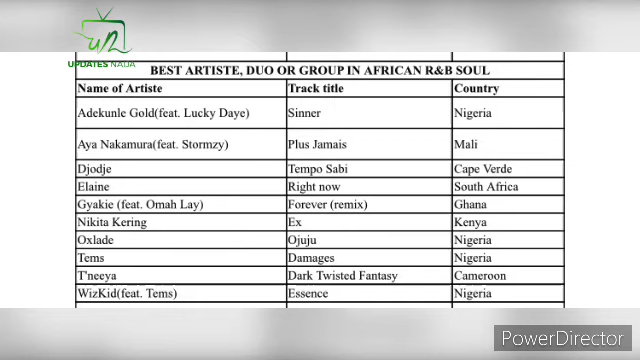 un
UPDATES NAIJA
BEST ARTISTE, DUO OR GROUP IN AFRICAN R&B SOUL
Name of Artiste Track title Country
Adekunle Gold(feat. Lucky Daye) Sinner Nigeria
Aya Nakamura(feat. Stormzy) Plus Jamais Mali
Djodje Tempo Sabi Cape Verde
Elaine Right now South Africa
Gyakie (feat. Omah Lay) Forever (remix) Ghana
Nikita Kering Ex Kenya
Oxlade Ojuju Nigeria
Tems Damages Nigeria
T'neeya Dark Twisted Fantasy Cameroon
WizKid(feat. Tems) Essence Nigeria
PowerDirector